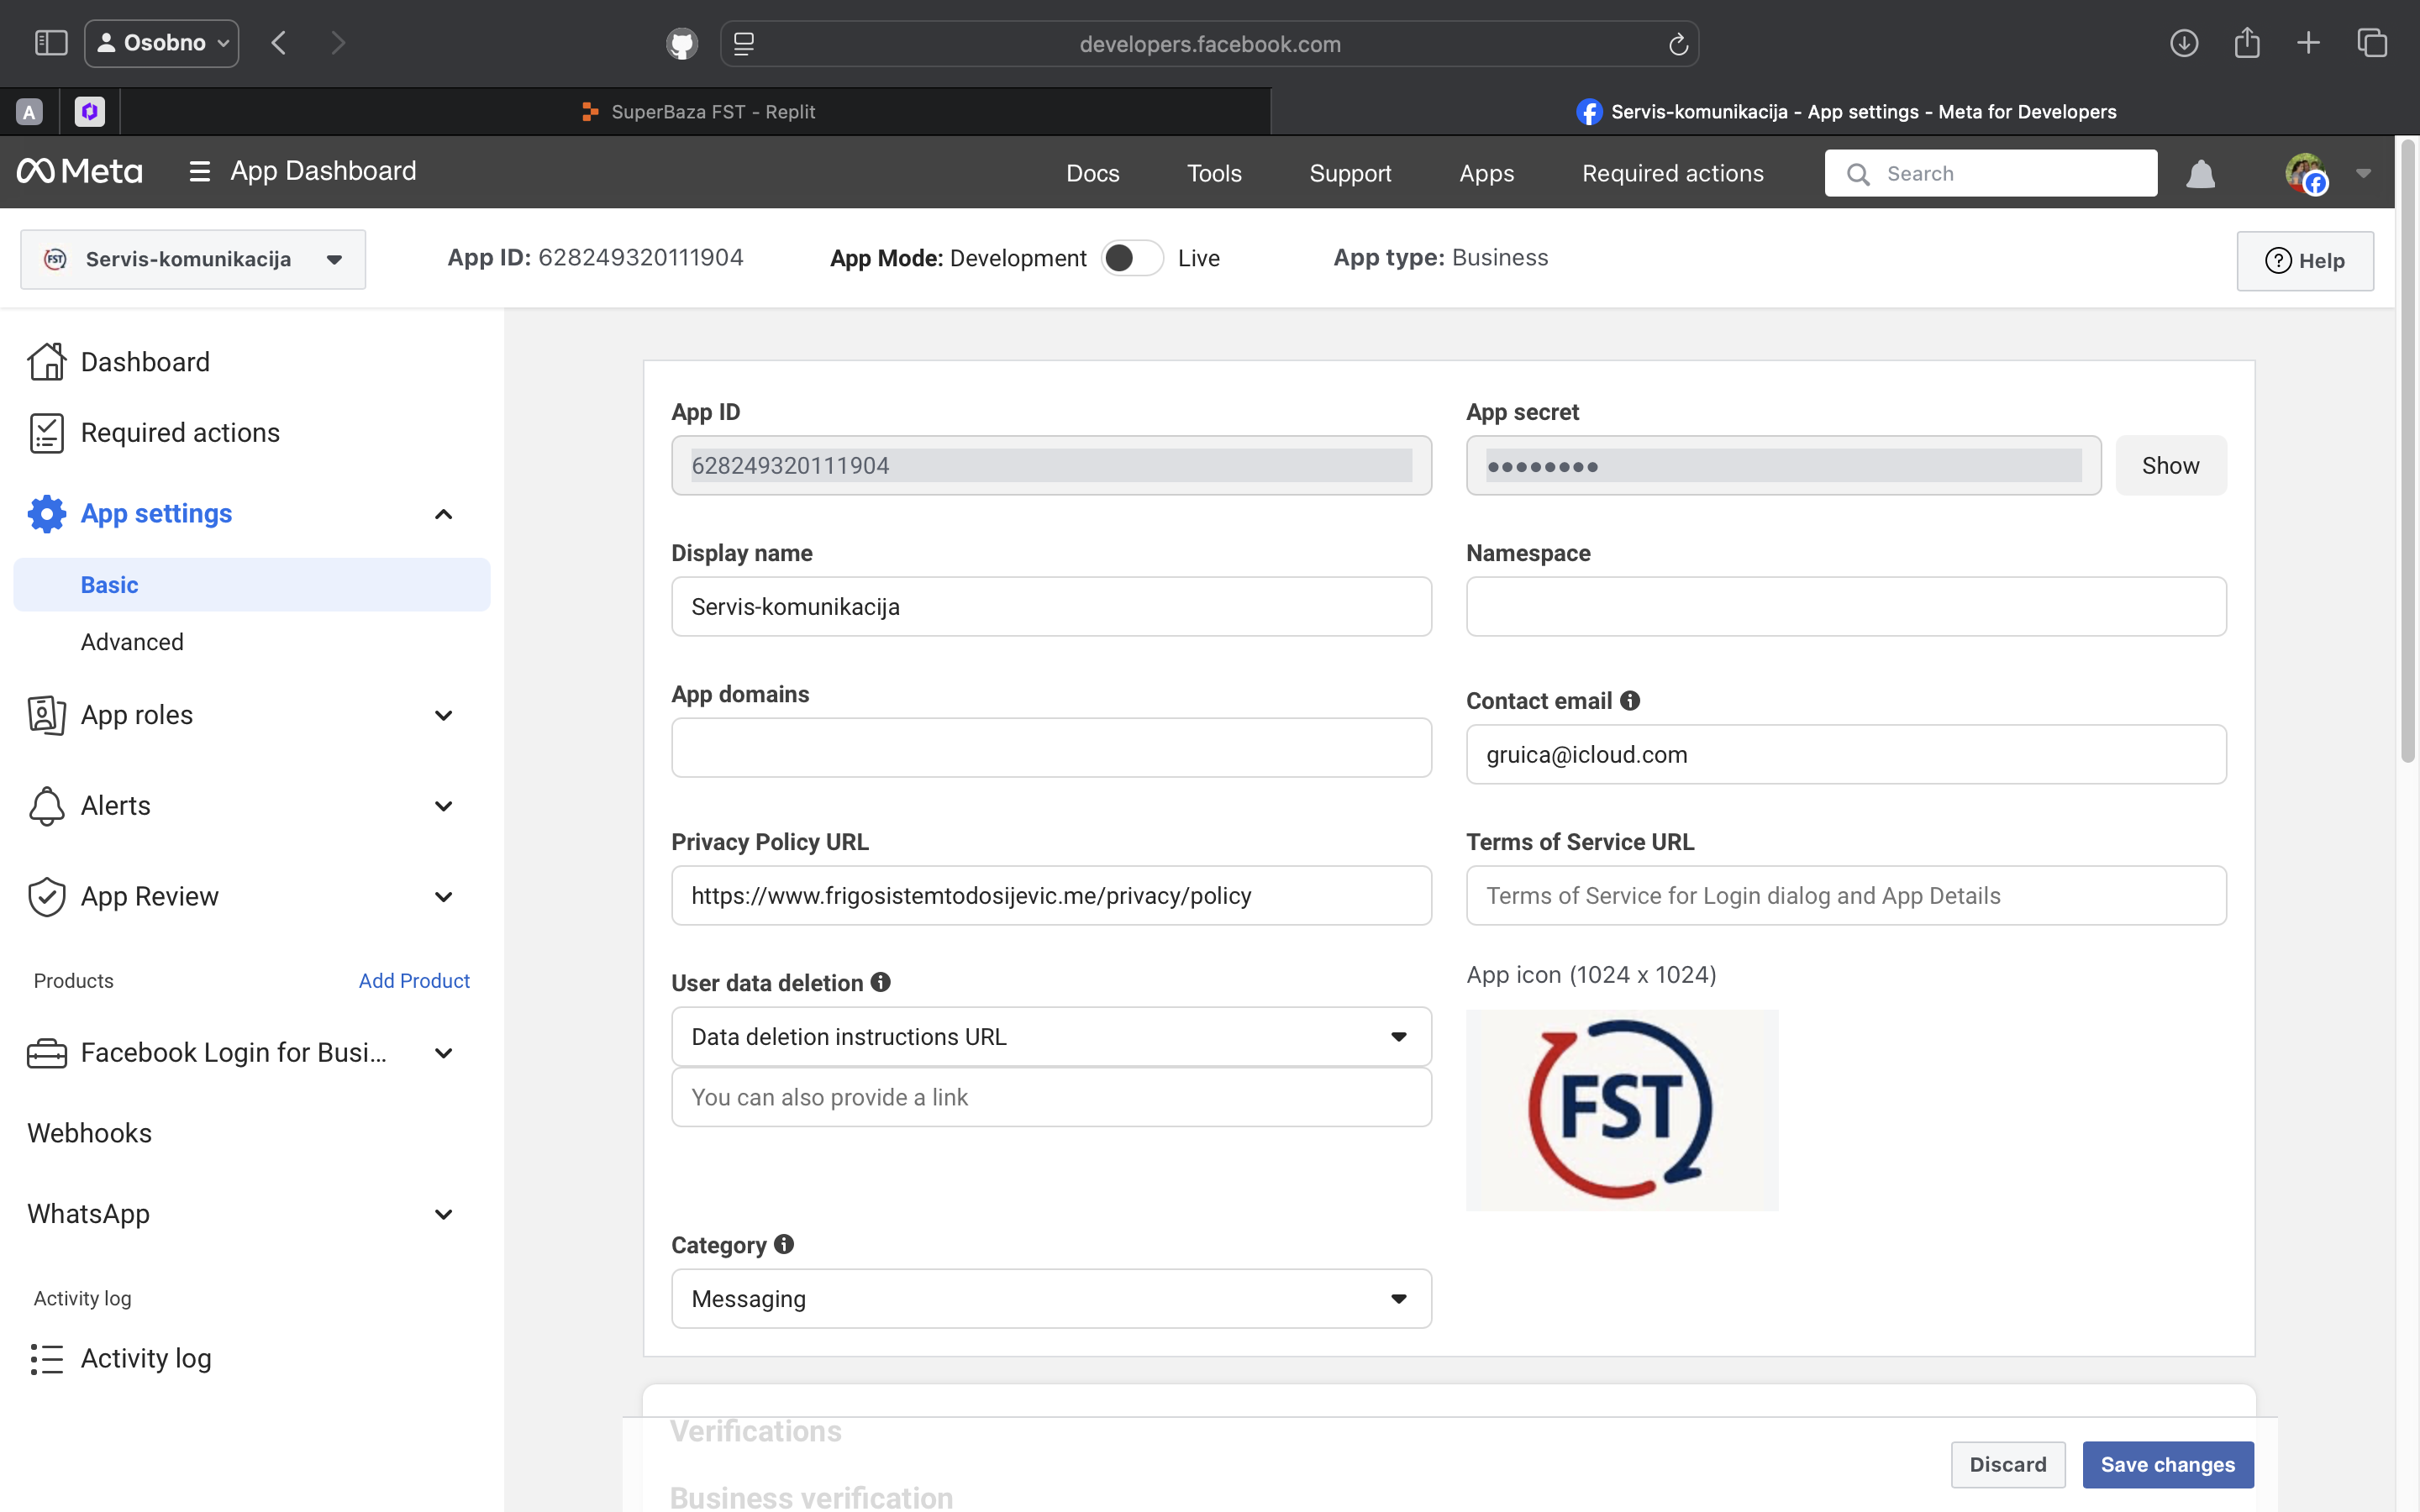 Osobno
developers.facebook.com
A
SuperBaza FST - Replit
Servis-komunikacija - App settings - Meta for Developers
Meta
App Dashboard
Docs
Tools
Support
Apps
Required actions
Search
FST
Servis-komunikacija
App ID: 628249320111904
App Mode: Development
Live
App type: Business
? Help
Dashboard
Required actions
App settings
Basic
Advanced
App roles
Alerts
App Review
Products
Add Product
Facebook Login for Busi...
Webhooks
WhatsApp
Activity log
Activity log
App ID
628249320111904
App secret
••••••••
Show
Display name
Servis-komunikacija
Namespace
App domains
Contact email
gruica@icloud.com
Privacy Policy URL
https://www.frigosistemtodosijevic.me/privacy/policy
Terms of Service URL
Terms of Service for Login dialog and App Details
User data deletion
Data deletion instructions URL
You can also provide a link
App icon (1024 x 1024)
FST
Category
Messaging
Verifications
Business verification
Discard
Save changes